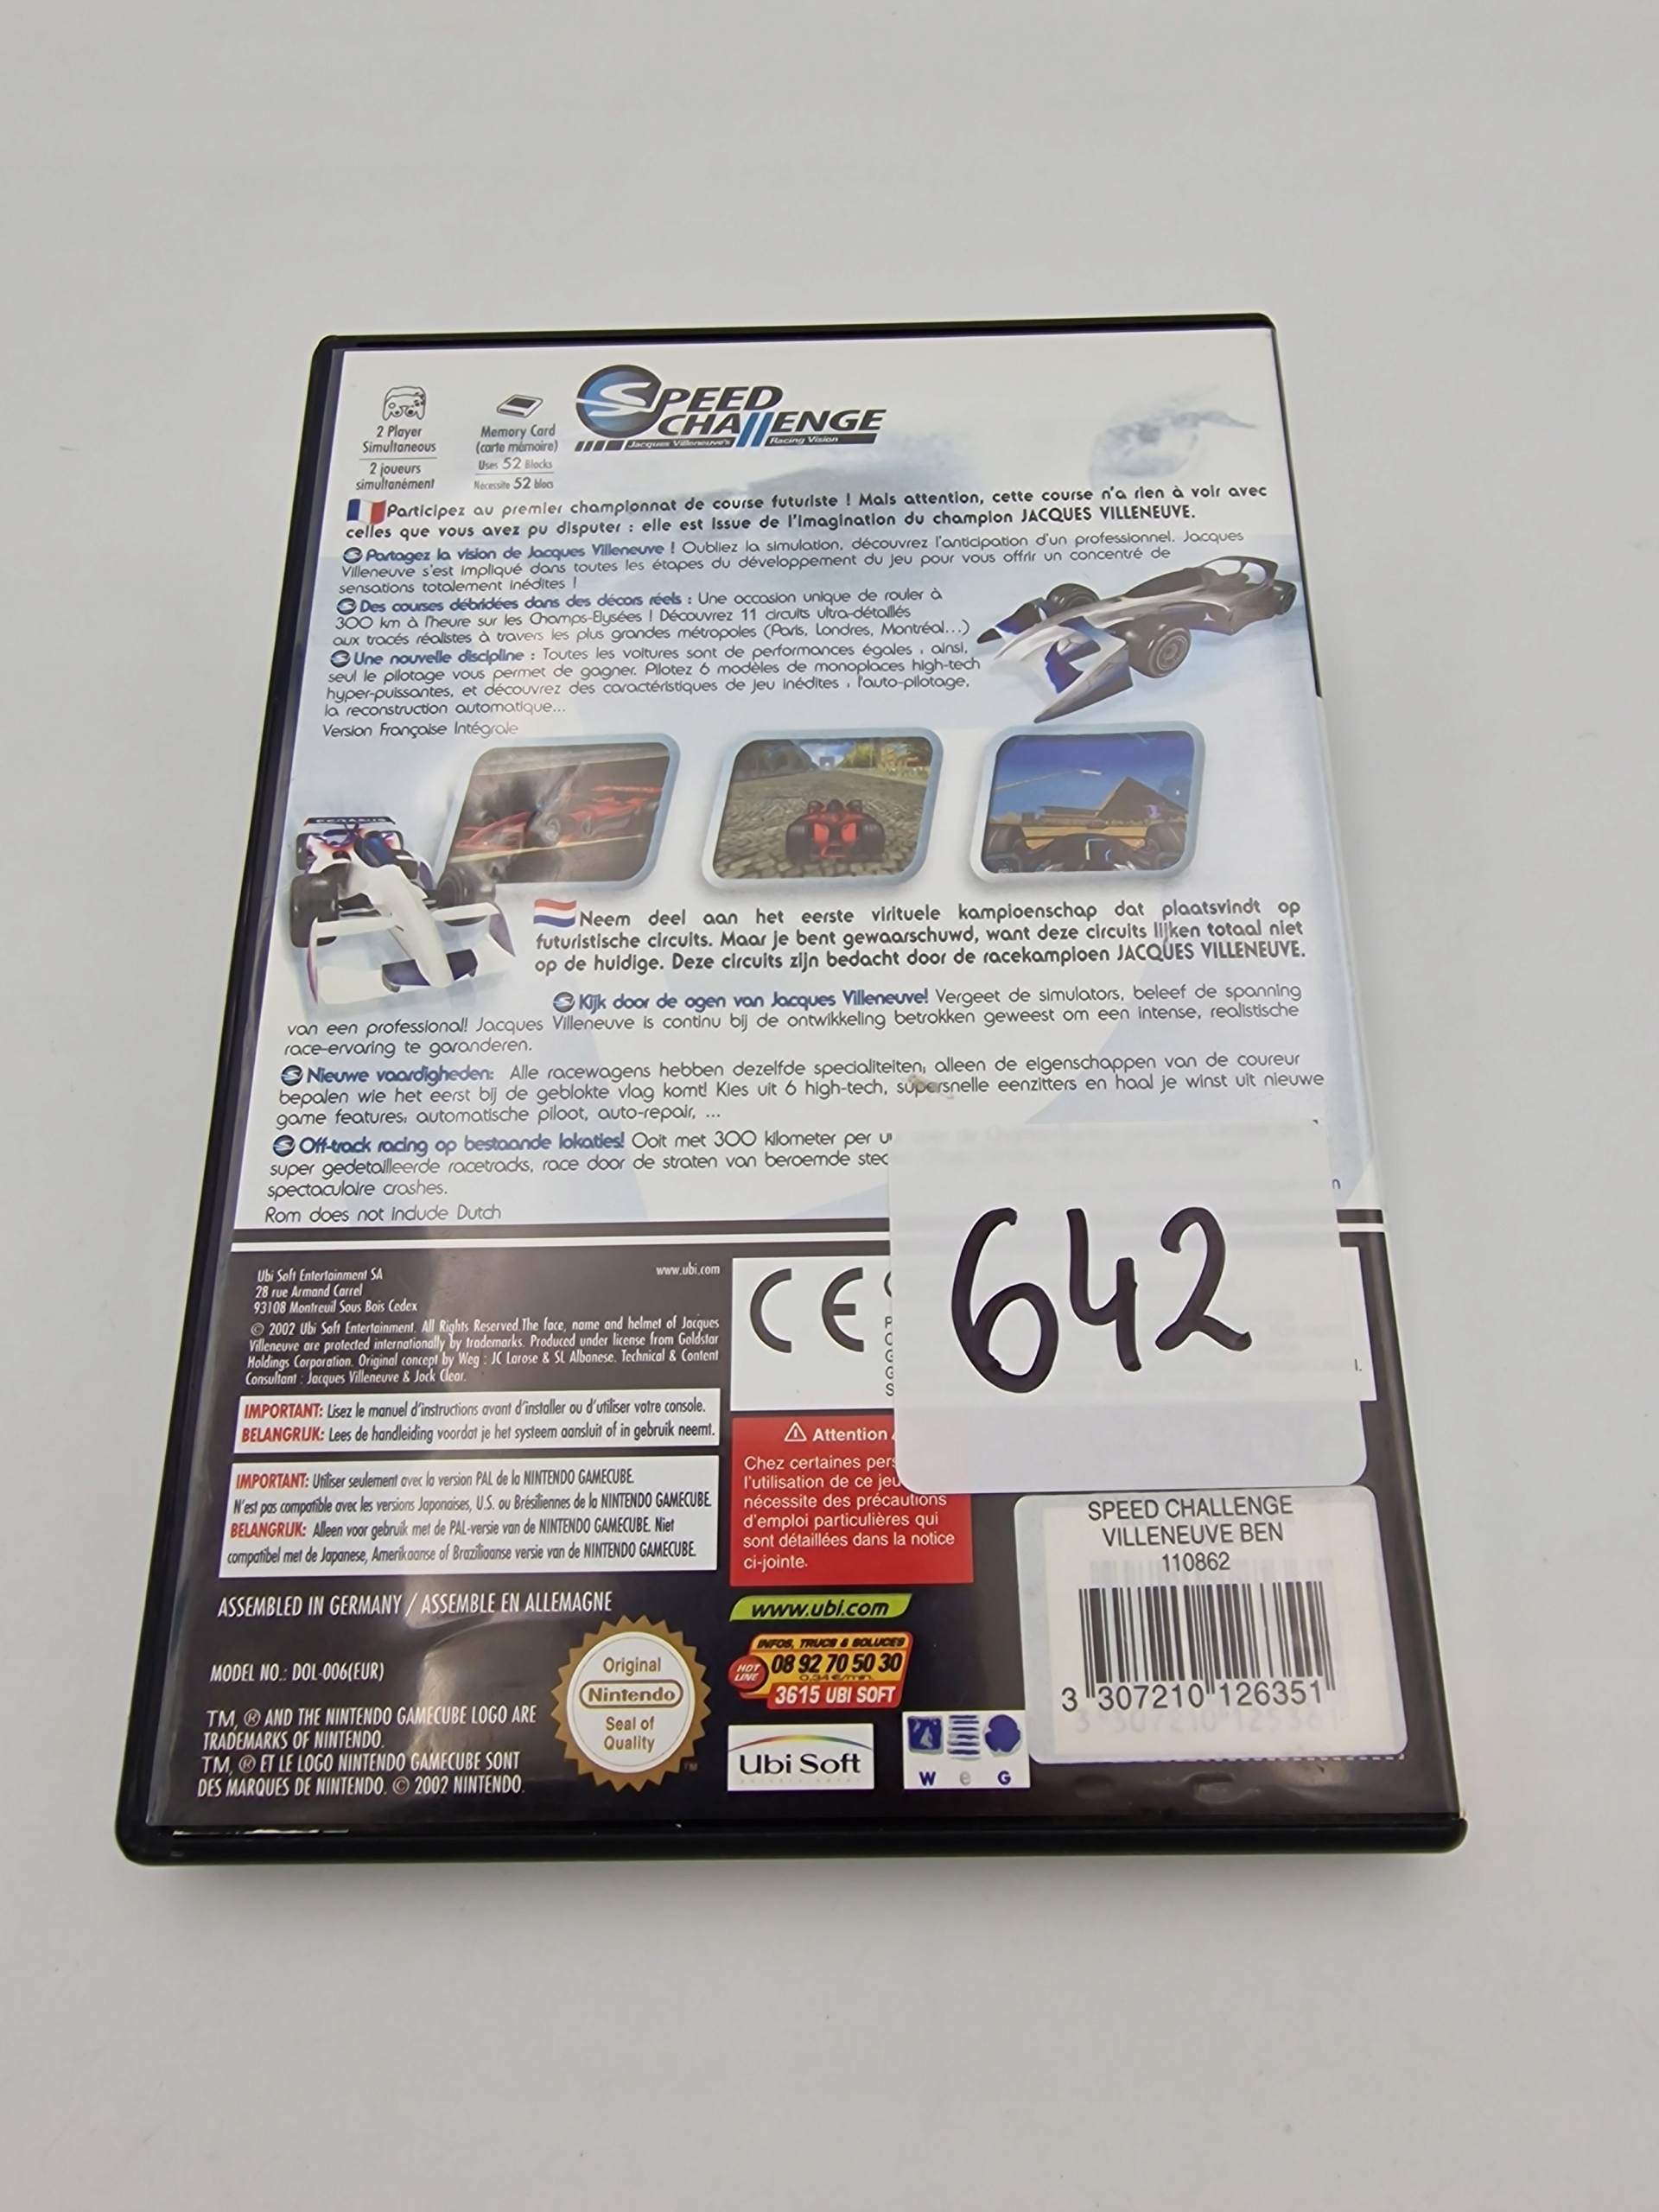 2 Player
Simultaneous
2 joueurs
simultanément
Memory Card
(carte mémoire)
Uses 52 Blocks
Nécessite 52 blocs
SPEED
CHALLENGE
Jacques Villeneuve's Racing Vision
Participez au premier championnat de course futuriste ! Mais attention, cette course n'a rien à voir avec
celles que vous avez pu disputer : elle est issue de l'imagination du champion JACQUES VILLENEUVE.
Partagez la vision de Jacques Villeneuve ! Oubliez la simulation, découvrez l'anticipation d'un professionnel. Jacques
Villeneuve s'est impliqué dans toutes les étapes du développement du jeu pour vous offrir un concentré de
sensations totalement inédites !
Des courses débridées dans des décors réels : Une occasion unique de rouler à
300 km à l'heure sur les Champs-Elysées ! Découvrez 11 circuits ultra-détaillés
aux tracés réalistes à travers les plus grandes métropoles (Paris, Londres, Montréal...)
Une nouvelle discipline : Toutes les voitures sont de performances égales , ainsi,
seul le pilotage vous permet de gagner. Pilotez 6 modèles de monoplaces high-tech
hyper-puissantes, et découvrez des caractéristiques de jeu inédites , l'auto-pilotage,
la reconstruction automatique...
Version Française Intégrale
Neem deel aan het eerste virituele kampioenschap dat plaatsvindt op
futuristische circuits. Maar je bent gewaarschuwd, want deze circuits lijken totaal niet
op de huidige. Deze circuits zijn bedacht door de racekampioen JACQUES VILLENEUVE.
Kijk door de ogen van Jacques Villeneuve! Vergeet de simulators, beleef de spanning
van een professional! Jacques Villeneuve is continu bij de ontwikkeling betrokken geweest om een intense, realistische
race-ervaring te garanderen.
Nieuwe vaardigheden: Alle racewagens hebben dezelfde specialiteiten, alleen de eigenschappen van de coureur
bepalen wie het eerst bij de geblokte vlag komt! Kies uit 6 high-tech, supersnelle eenzitters en haal je winst uit nieuwe
game features, automatische piloot, auto-repair, ...
Off-track racing op bestaande lokaties! Ooit met 300 kilometer per
super gedetailleerde racetracks, race door de straten van beroemde
spectaculaire crashes.
Rom does not include Dutch
642
Ubi Soft Entertainment SA
www.ubi.com
28 rue Armand Carrel
93108 Montreuil Sous Bois Cedex
© 2002 Ubi Soft Entertainment. All Rights Reserved.The face, name and helmet of Jacques
Villeneuve are protected internationally by trademarks. Produced under license from Goldstar
Holdings Corporation. Original concept by Weg : JC Larose & SL Albanese. Technical & Content
Consultant : Jacques Villeneuve & Jock Clear.
IMPORTANT: Lisez le manuel d'instructions avant d'installer ou d'utiliser votre console.
BELANGRIJK: Lees de handleiding voordat je het systeem aansluit of in gebruik neemt.
IMPORTANT: Utiliser seulement avec la version PAL de la NINTENDO GAMECUBE.
N'est pas compatible avec les versions Japonaises, U.S. ou Brésiliennes de la NINTENDO GAMECUBE.
BELANGRIJK: Alleen voor gebruik met de PAL-versie van de NINTENDO GAMECUBE. Niet
compatibel met de Japanese, Amerikaanse of Braziliaanse versie van de NINTENDO GAMECUBE.
ASSEMBLED IN GERMANY / ASSEMBLE EN ALLEMAGNE
MODEL NO.: DOL-006(EUR)
TM, ® AND THE NINTENDO GAMECUBE LOGO ARE
TRADEMARKS OF NINTENDO.
TM, ® ET LE LOGO NINTENDO GAMECUBE SONT
DES MARQUES DE NINTENDO. © 2002 NINTENDO.
Original
Nintendo
Seal of
Quality
TM
CE
Attention
Chez certaines
l'utilisation de ce jeu
nécessite des précautions
d'emploi particulières qui
sont détaillées dans la notice
ci-jointe.
www.ubi.com
INFOS, TRUCS & SOLUCES
HOT LINE
08 92 70 50 30
0,34 €/min.
3615 UBI SOFT
Ubi Soft
W e G
SPEED CHALLENGE
VILLENEUVE BEN
110862
3 307210 126351